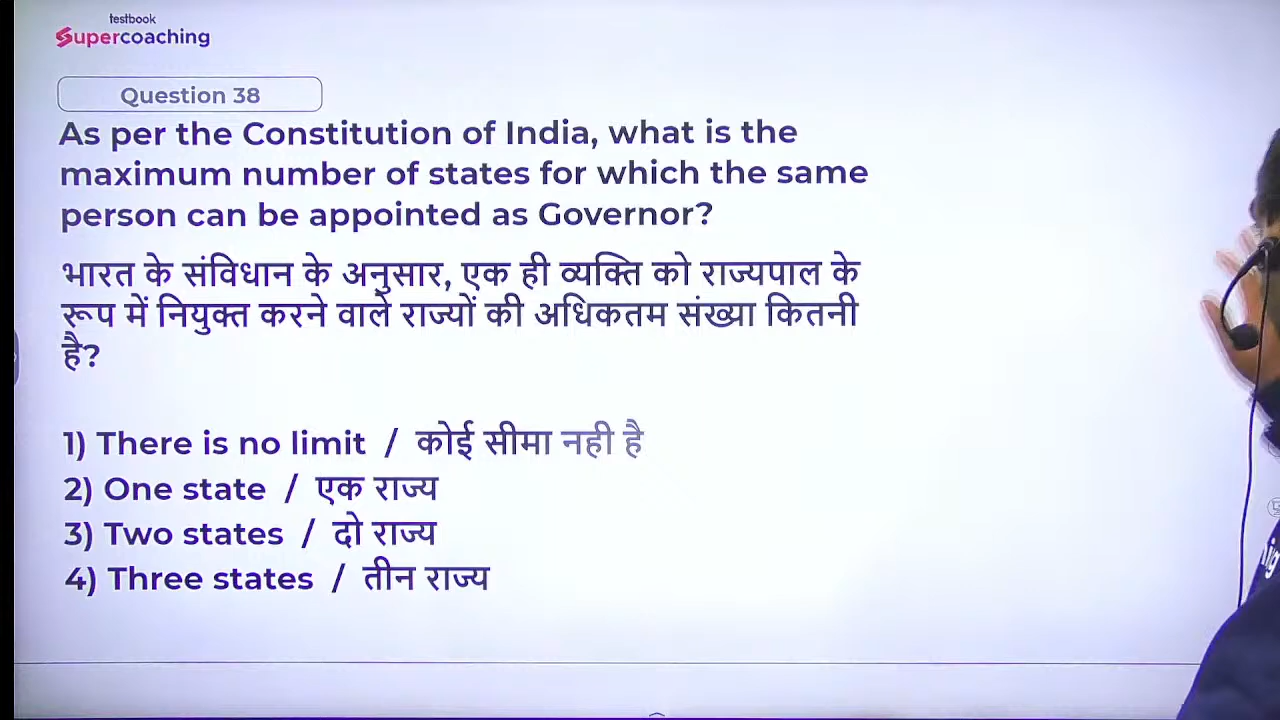 testbook
Supercoaching
Question 38
As per the Constitution of India, what is the
maximum number of states for which the same
person can be appointed as Governor?
भारत के संविधान के अनुसार, एक ही व्यक्ति को राज्यपाल के
रूप में नियुक्त करने वाले राज्यों की अधिकतम संख्या कितनी
है?
1) There is no limit / कोई सीमा नही है
2) One state / एक राज्य
3) Two states / दो राज्य
4) Three states / तीन राज्य